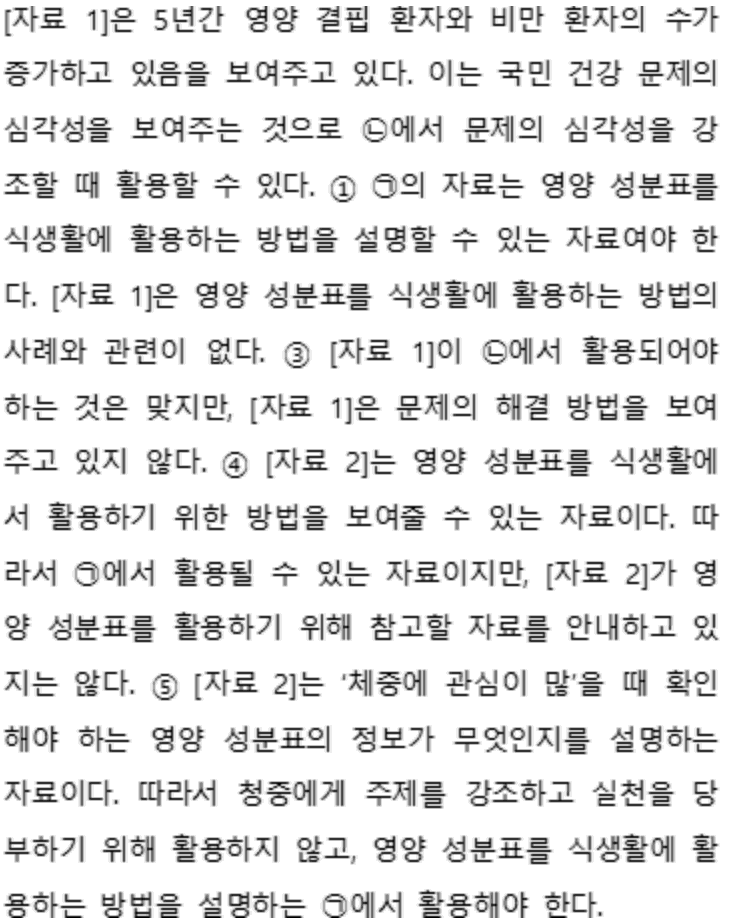 [자료 1]은 5년간 영양 결핍 환자와 비만 환자의 수가
증가하고 있음을 보여주고 있다. 이는 국민 건강 문제의
심각성을 보여주는 것으로 ㉡에서 문제의 심각성을 강
조할 때 활용할 수 있다. ① ㉠의 자료는 영양 성분표를
식생활에 활용하는 방법을 설명할 수 있는 자료여야 한
다. [자료 1]은 영양 성분표를 식생활에 활용하는 방법의
사례와 관련이 없다. ③ [자료 1]이 ㉡에서 활용되어야
하는 것은 맞지만, [자료 1]은 문제의 해결 방법을 보여
주고 있지 않다. ④ [자료 2]는 영양 성분표를 식생활에
서 활용하기 위한 방법을 보여줄 수 있는 자료이다. 따
라서 ㉠에서 활용될 수 있는 자료이지만, [자료 2]가 영
양 성분표를 활용하기 위해 참고할 자료를 안내하고 있
지는 않다. ⑤ [자료 2]는 ‘체중에 관심이 많’을 때 확인
해야 하는 영양 성분표의 정보가 무엇인지를 설명하는
자료이다. 따라서 청중에게 주제를 강조하고 실천을 당
부하기 위해 활용하지 않고, 영양 성분표를 식생활에 활
용하는 방법을 설명하는 ㉠에서 활용해야 한다.